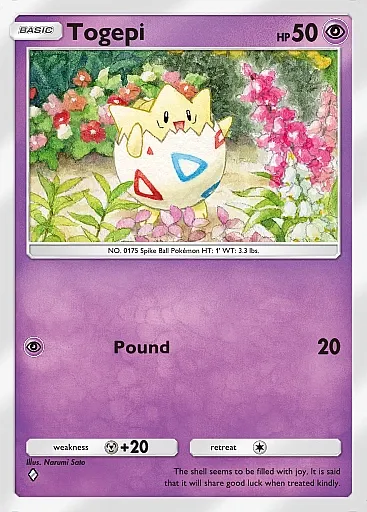 BASIC
Togepi
HP 50
NO. 0175 Spike Ball Pokémon HT: 1' WT: 3.3 lbs.
Pound 20
weakness +20 retreat
Illus. Narumi Sato
The shell seems to be filled with joy. It is said
that it will share good luck when treated kindly.